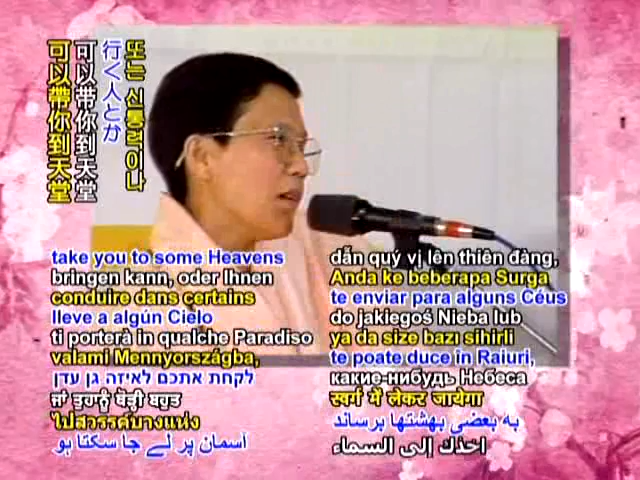 또는 신통력이나
行く人とか
可以带你到天堂
可以帶你到天堂
take you to some Heavens
bringen kann, oder Ihnen
conduire dans certains
lleve a algún Cielo
ti porterà in qualche Paradiso
valami Mennyországba,
לקחת אתכם לאיזה גן עדן
ਜਾਂ ਤੁਹਾਨੂੰ ਥੋੜ੍ਹੀ ਬਹੁਤ
ไปสวรรค์บางแห่ง
آسمان پر لے جا سکتا ہو
dẫn quý vị lên thiên đàng,
Anda ke beberapa Surga
te enviar para alguns Céus
do jakiegoś Nieba lub
ya da size bazı sihirli
te poate duce în Raiuri,
какие-нибудь Небеса
स्वर्ग में लेकर जायेगा
به بعضی بهشتها برساند
اخذك إلى السماء